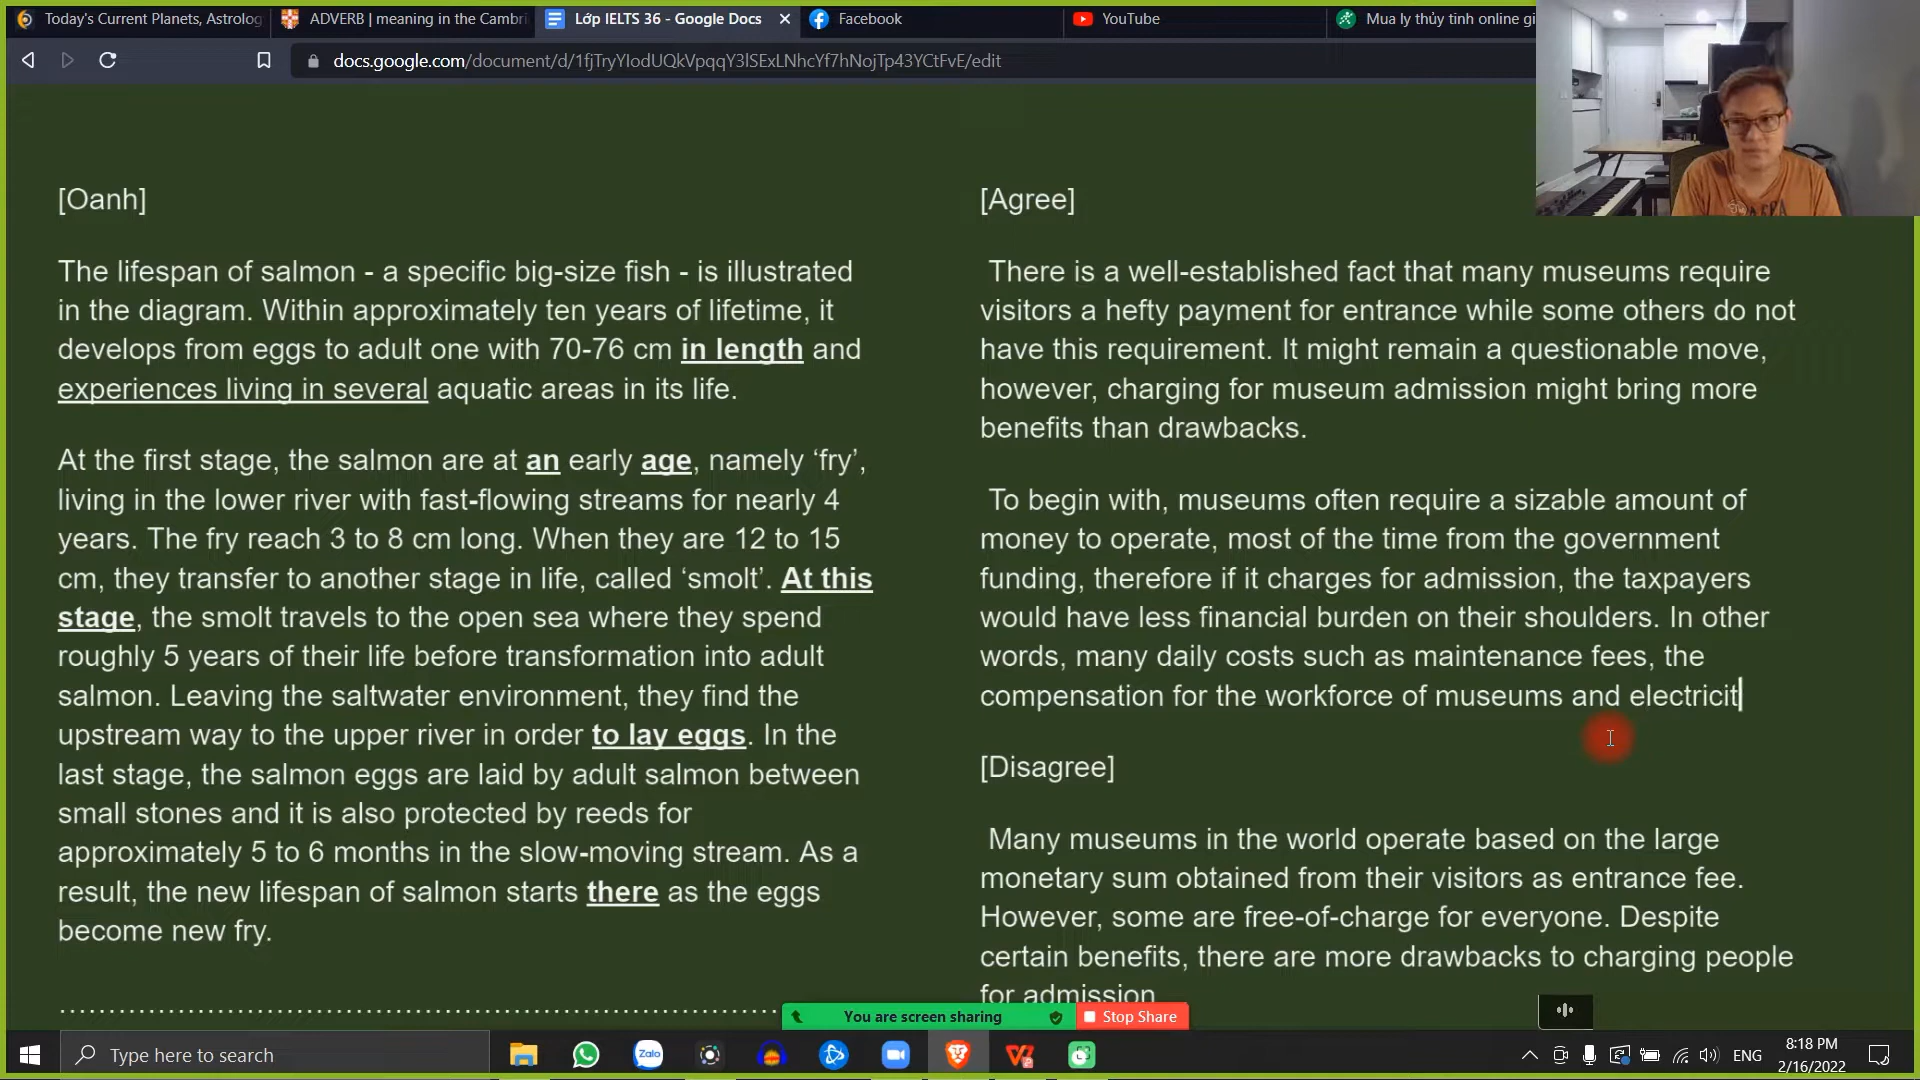 Today's Current Planets, Astrolog
ADVERB | meaning in the Cambri
Lớp IELTS 36 - Google Docs
Facebook
YouTube
Mua ly thủy tinh online gi
docs.google.com/document/d/1fjTryYIodUQkVpqqY3lSExLNhcYf7hNojTp43YCtFvE/edit
[Oanh]
The lifespan of salmon - a specific big-size fish - is illustrated
in the diagram. Within approximately ten years of lifetime, it
develops from eggs to adult one with 70-76 cm in length and
experiences living in several aquatic areas in its life.
At the first stage, the salmon are at an early age, namely ‘fry’,
living in the lower river with fast-flowing streams for nearly 4
years. The fry reach 3 to 8 cm long. When they are 12 to 15
cm, they transfer to another stage in life, called ‘smolt’. At this
stage, the smolt travels to the open sea where they spend
roughly 5 years of their life before transformation into adult
salmon. Leaving the saltwater environment, they find the
upstream way to the upper river in order to lay eggs. In the
last stage, the salmon eggs are laid by adult salmon between
small stones and it is also protected by reeds for
approximately 5 to 6 months in the slow-moving stream. As a
result, the new lifespan of salmon starts there as the eggs
become new fry.
[Agree]
There is a well-established fact that many museums require
visitors a hefty payment for entrance while some others do not
have this requirement. It might remain a questionable move,
however, charging for museum admission might bring more
benefits than drawbacks.
To begin with, museums often require a sizable amount of
money to operate, most of the time from the government
funding, therefore if it charges for admission, the taxpayers
would have less financial burden on their shoulders. In other
words, many daily costs such as maintenance fees, the
compensation for the workforce of museums and electricit
[Disagree]
Many museums in the world operate based on the large
monetary sum obtained from their visitors as entrance fee.
However, some are free-of-charge for everyone. Despite
certain benefits, there are more drawbacks to charging people
for admission
You are screen sharing
Stop Share
Type here to search
Zalo
ENG
8:18 PM
2/16/2022